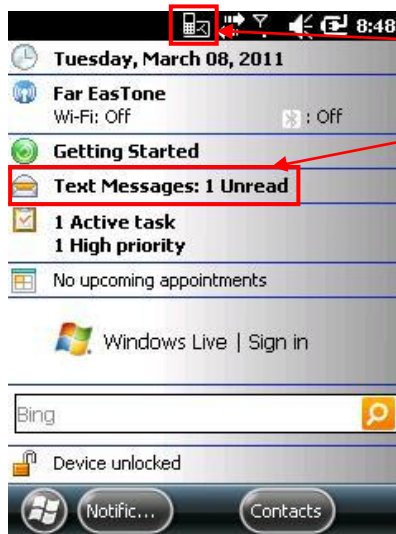 8:48
Tuesday, March 08, 2011
Far EasTone
Wi-Fi: Off : Off
Getting Started
Text Messages: 1 Unread
1 Active task
1 High priority
No upcoming appointments
Windows Live | Sign in
Bing
Device unlocked
Notific... Contacts